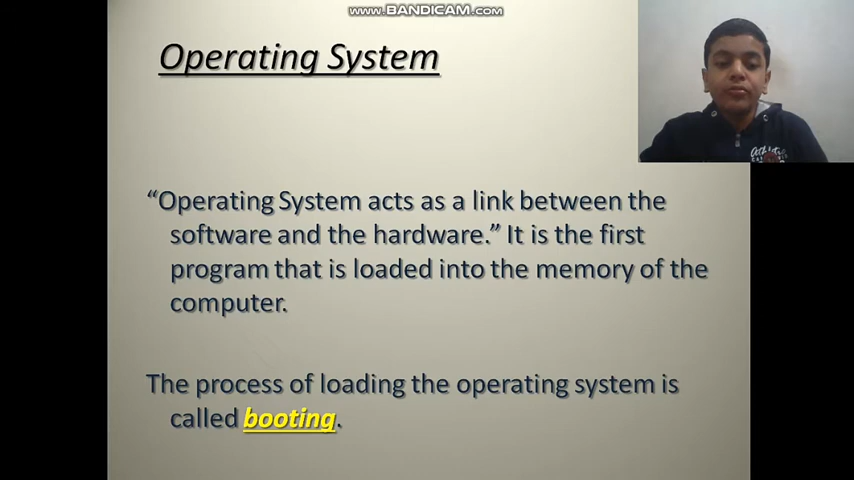 www.BANDICAM.com
Operating System
“Operating System acts as a link between the
software and the hardware.” It is the first
program that is loaded into the memory of the
computer.
The process of loading the operating system is
called booting.